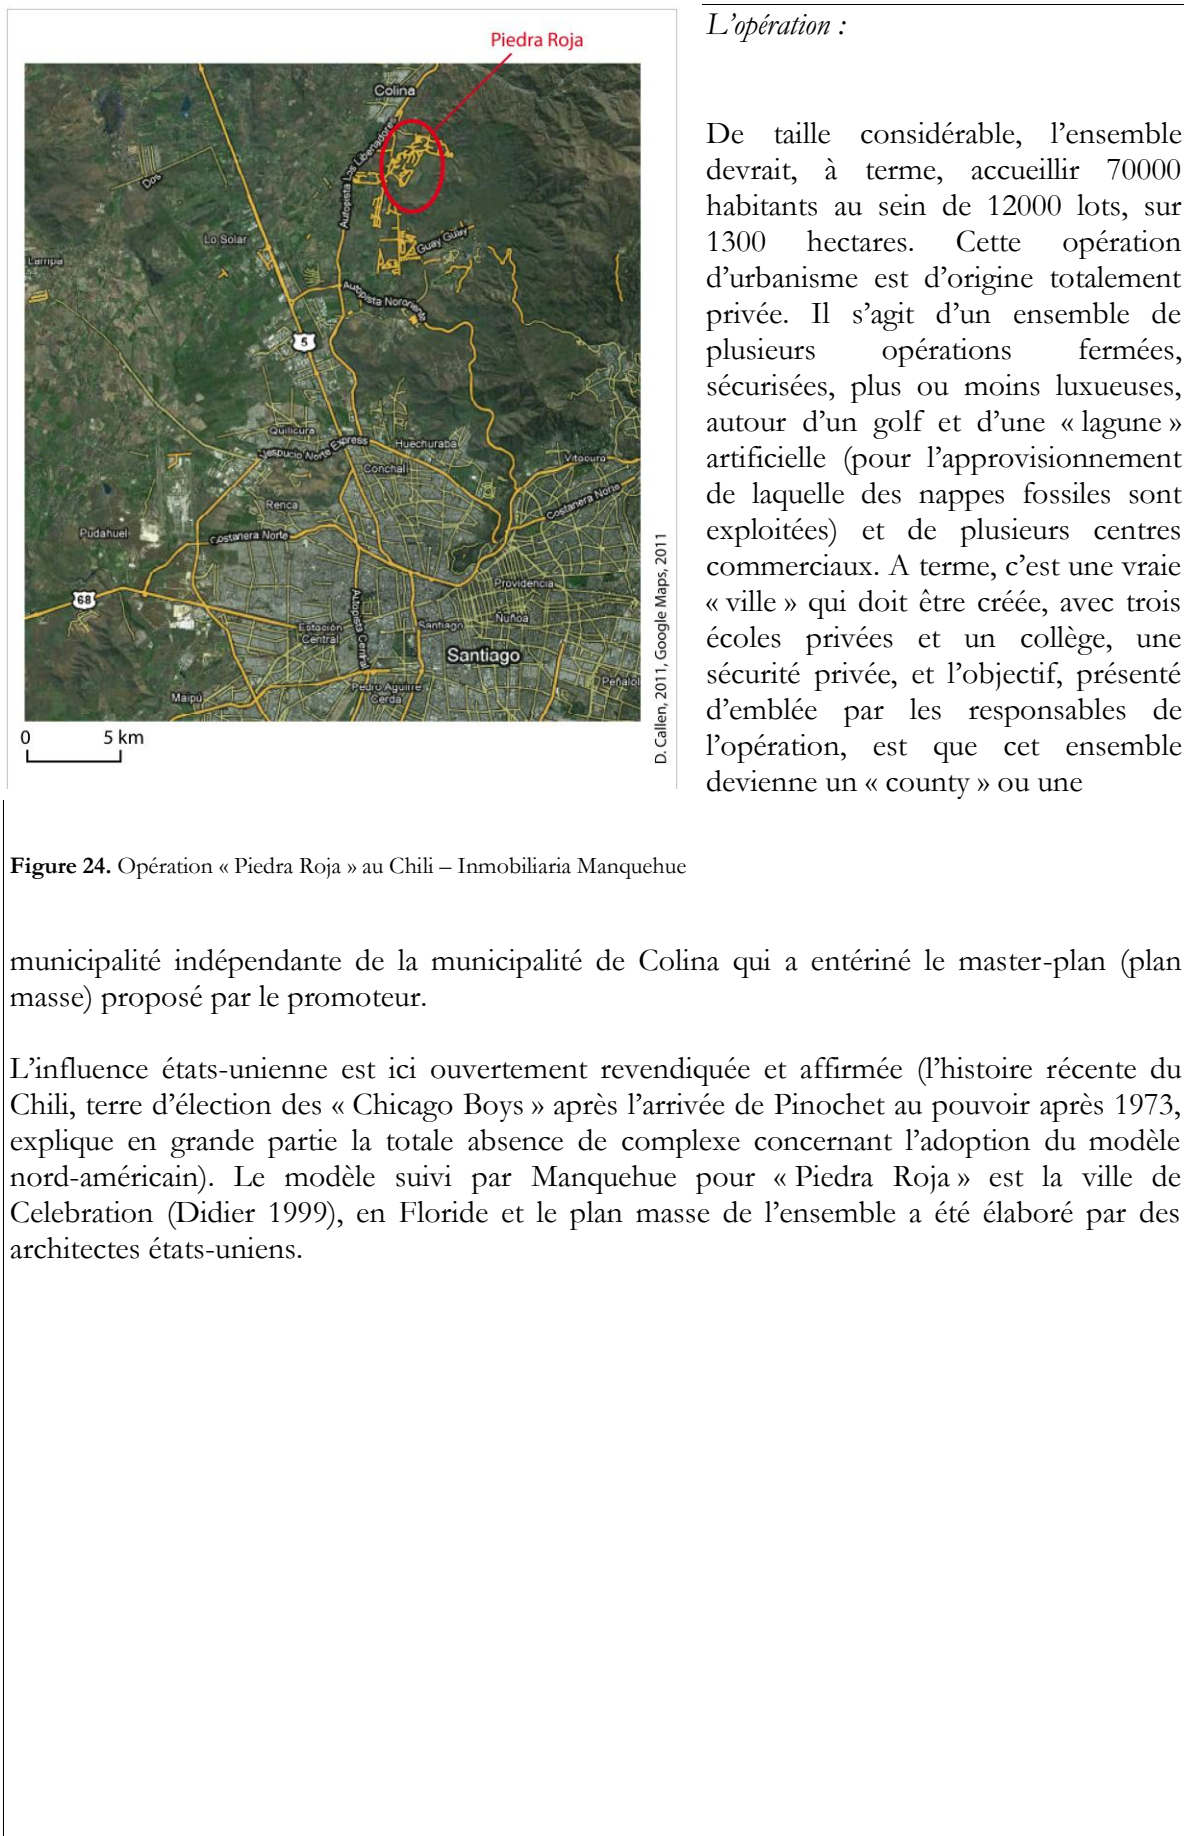 Piedra Roja
Colina
Autopista Los Libertadores
Dos
Lo Solar
Guay Guay
Lampa
Autopista Nororiente
5
Quilicura
Vespucio Norte Express
Huechuraba
Conchalí
Vitacura
Renca
Costanera Norte
Pudahuel
Costanera Norte
68
Providencia
Autopista Central
Ñuñoa
Estación
Central
Santiago
Santiago
Peñalol
Maipú
Pedro Aguirre
Cerda
0 5 km
D. Callen, 2011, Google Maps, 2011
L’opération :
De taille considérable, l’ensemble
devrait, à terme, accueillir 70000
habitants au sein de 12000 lots, sur
1300 hectares. Cette opération
d’urbanisme est d’origine totalement
privée. Il s’agit d’un ensemble de
plusieurs opérations fermées,
sécurisées, plus ou moins luxueuses,
autour d’un golf et d’une « lagune »
artificielle (pour l’approvisionnement
de laquelle des nappes fossiles sont
exploitées) et de plusieurs centres
commerciaux. A terme, c’est une vraie
« ville » qui doit être créée, avec trois
écoles privées et un collège, une
sécurité privée, et l’objectif, présenté
d’emblée par les responsables de
l’opération, est que cet ensemble
devienne un « county » ou une
Figure 24. Opération « Piedra Roja » au Chili – Inmobiliaria Manquehue
municipalité indépendante de la municipalité de Colina qui a entériné le master-plan (plan
masse) proposé par le promoteur.
L’influence états-unienne est ici ouvertement revendiquée et affirmée (l’histoire récente du
Chili, terre d’élection des « Chicago Boys » après l’arrivée de Pinochet au pouvoir après 1973,
explique en grande partie la totale absence de complexe concernant l’adoption du modèle
nord-américain). Le modèle suivi par Manquehue pour « Piedra Roja » est la ville de
Celebration (Didier 1999), en Floride et le plan masse de l’ensemble a été élaboré par des
architectes états-uniens.